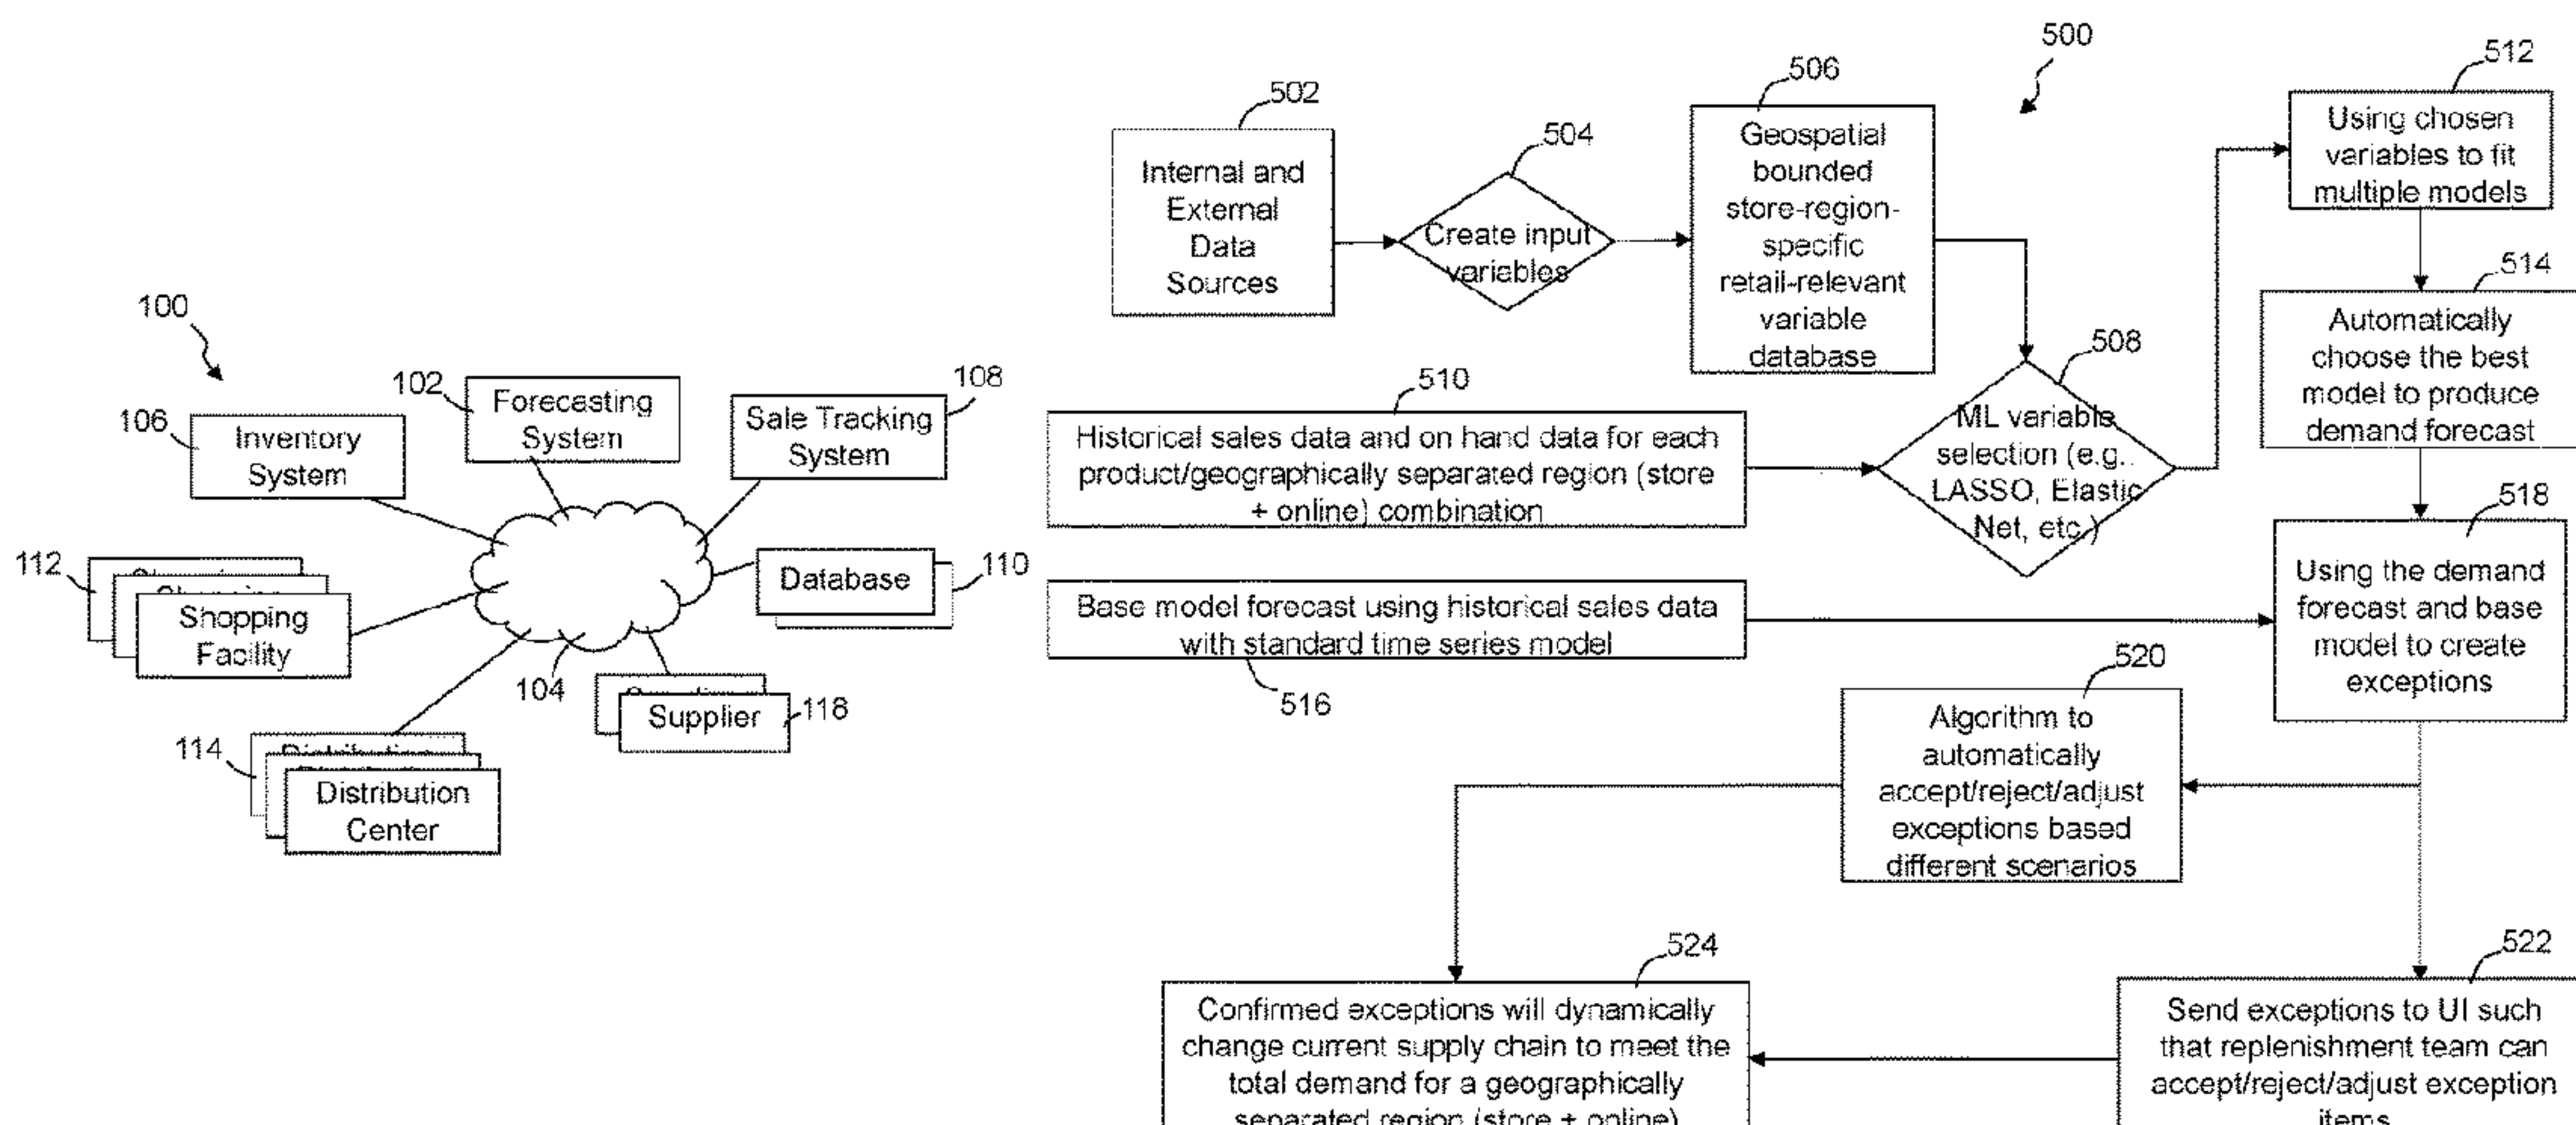 100
102
Forecasting
System
106
Inventory
System
108
Sale Tracking
System
110
Database
112
Shopping
Shopping
Facility
104
118
Supplier
114
Distribution
Distribution
Center
500
502
Internal and
External
Data
Sources
504
Create input
variables
506
Geospatial
bounded
store-region-
specific
retail-relevant
variable
database
508
ML variable
selection (e.g.,
LASSO, Elastic
Net, etc.)
510
Historical sales data and on hand data for each
product/geographically separated region (store
+ online) combination
512
Using chosen
variables to fit
multiple models
514
Automatically
choose the best
model to produce
demand forecast
516
Base model forecast using historical sales data
with standard time series model
518
Using the demand
forecast and base
model to create
exceptions
520
Algorithm to
automatically
accept/reject/adjust
exceptions based
different scenarios
522
Send exceptions to UI such
that replenishment team can
accept/reject/adjust exception
items
524
Confirmed exceptions will dynamically
change current supply chain to meet the
total demand for a geographically
separated region (store + online)